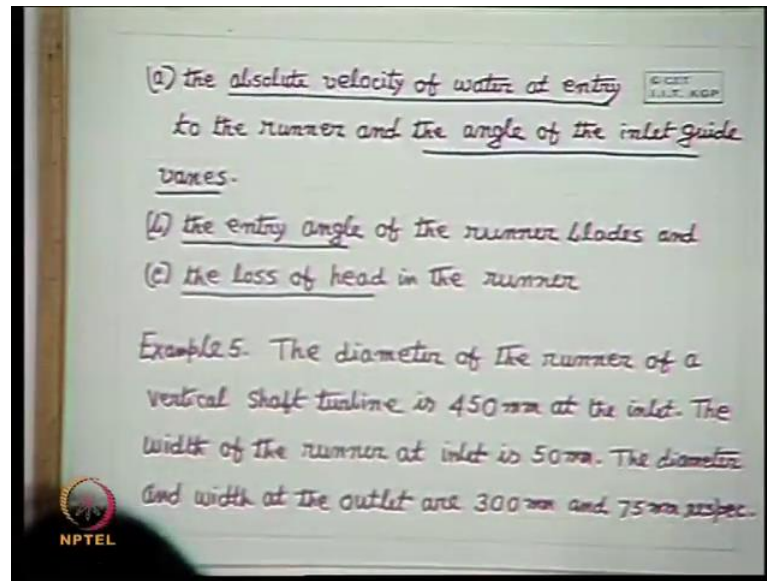 (a) the absolute velocity of water at entry
to the runner and the angle of the inlet guide
vanes.
(b) the entry angle of the runner blades and
(c) the loss of head in the runner
Example 5. The diameter of the runner of a
vertical shaft turbine is 450 mm at the inlet. The
width of the runner at inlet is 50 mm. The diameter
and width at the outlet are 300 mm and 75 mm respec.
C CET
I.I.T. KGP
NPTEL